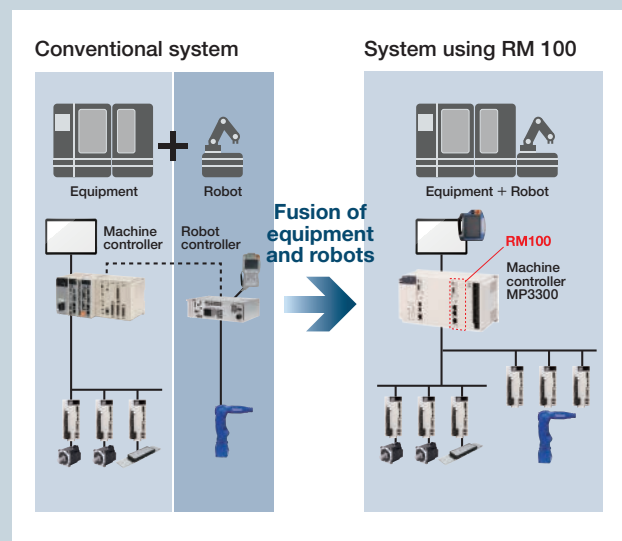 Conventional system
System using RM 100
Equipment
Robot
Equipment + Robot
Machine
controller
Robot
controller
Fusion of
equipment
and robots
RM100
Machine
controller
MP3300